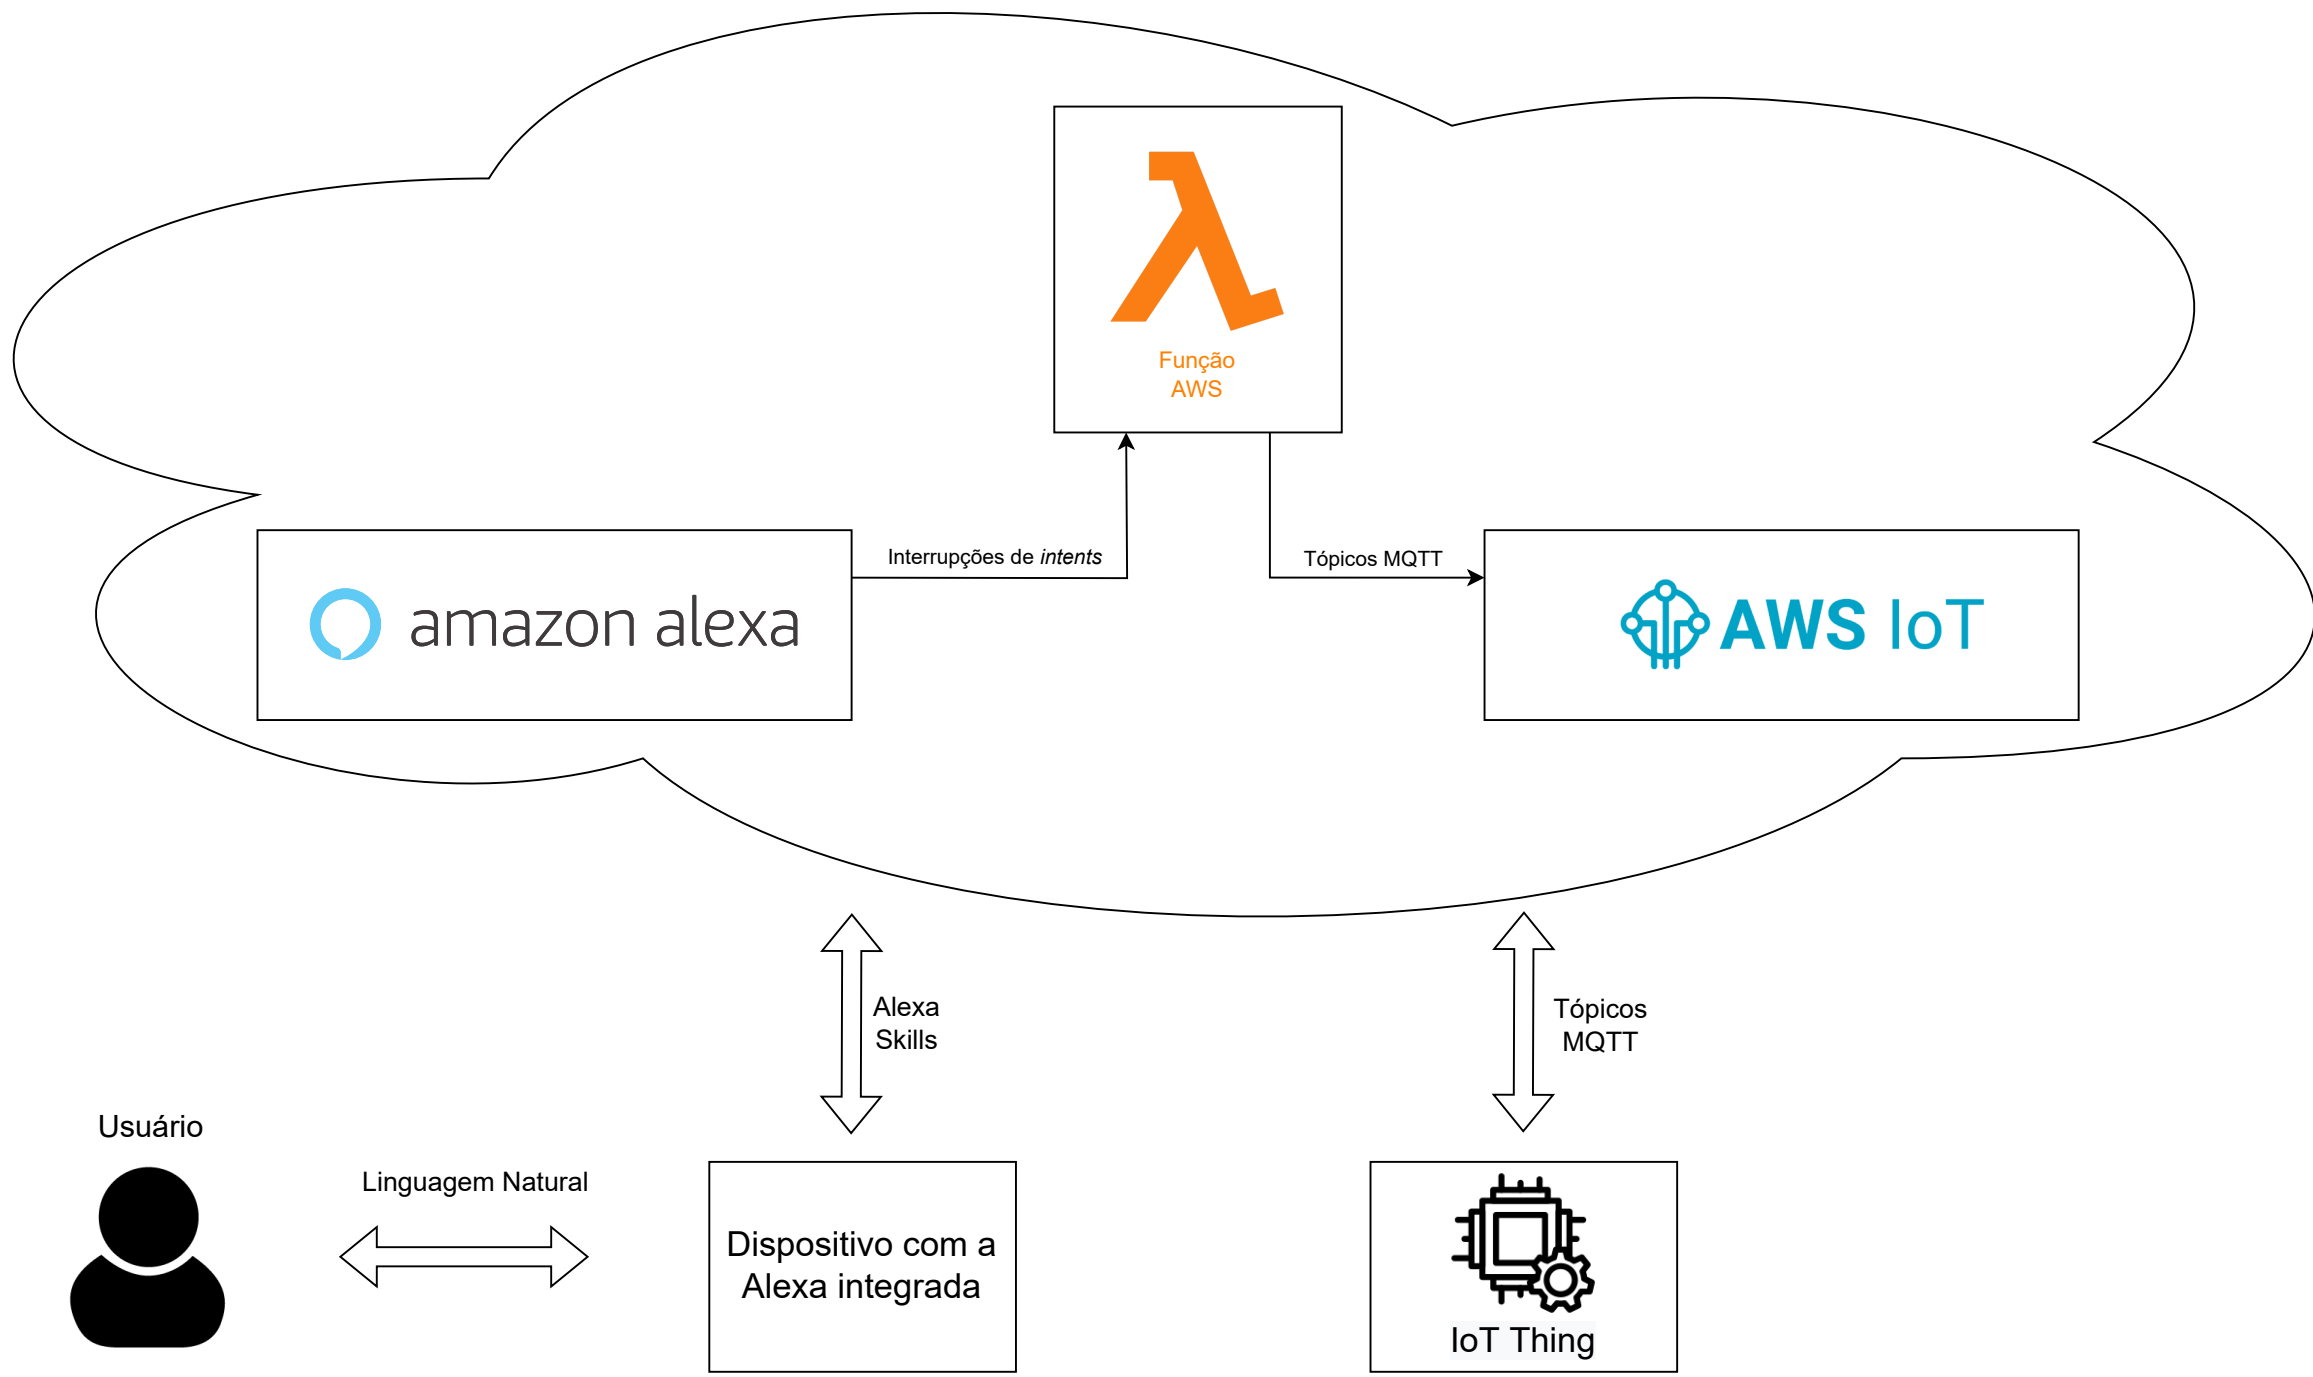 Função
AWS
Interrupções de intents
Tópicos MQTT
amazon alexa
AWS IoT
Alexa
Skills
Tópicos
MQTT
Usuário
Linguagem Natural
Dispositivo com a
Alexa integrada
IoT Thing